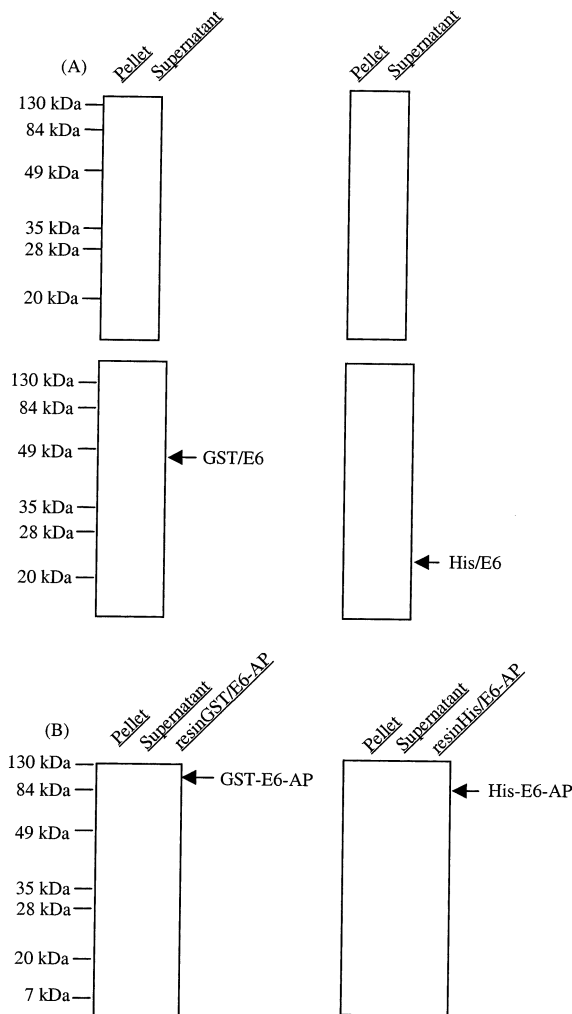 (A)
Pellet
Supernatant
Pellet
Supernatant
130 kDa
84 kDa
49 kDa
35 kDa
28 kDa
20 kDa
130 kDa
84 kDa
49 kDa
35 kDa
28 kDa
20 kDa
GST/E6
His/E6
(B)
Pellet
Supernatant
resinGST/E6-AP
Pellet
Supernatant
resinHis/E6-AP
130 kDa
84 kDa
49 kDa
35 kDa
28 kDa
20 kDa
7 kDa
GST-E6-AP
His-E6-AP